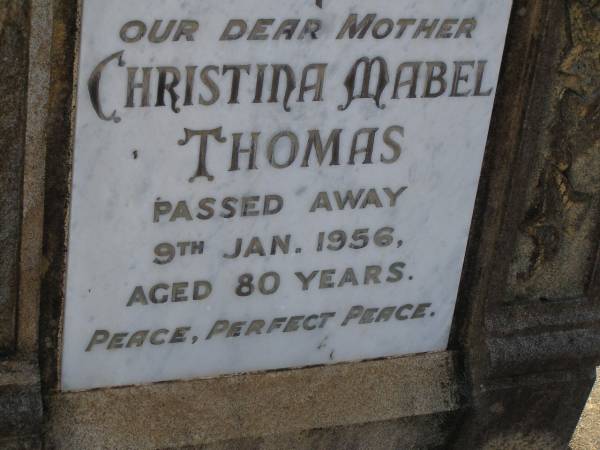 OUR DEAR MOTHER
CHRISTINA MABEL
THOMAS
PASSED AWAY
9TH JAN. 1956,
AGED 80 YEARS.
PEACE, PERFECT PEACE.